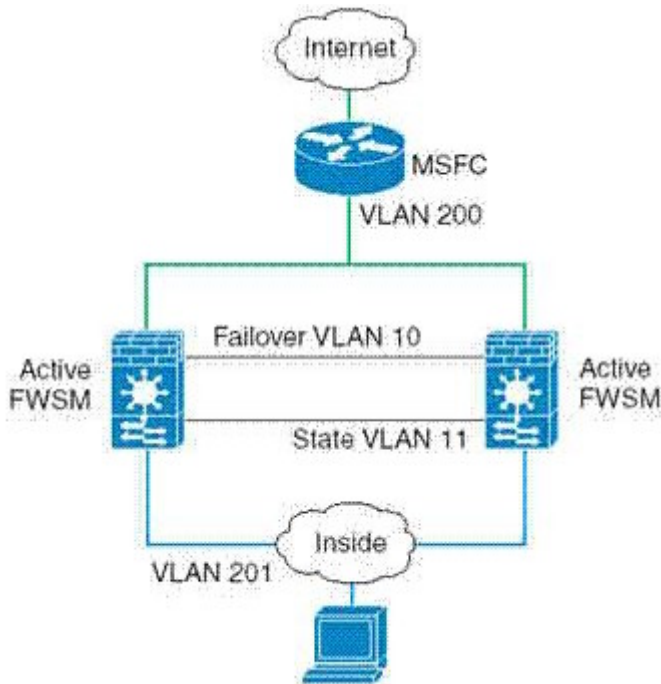 Internet
MSFC
VLAN 200
Failover VLAN 10
Active
FWSM
Active
FWSM
State VLAN 11
Inside
VLAN 201